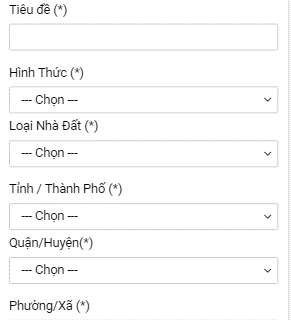 Tiêu đề (*)
Hình Thức (*)
--- Chọn ---
Loại Nhà Đất (*)
--- Chọn ---
Tỉnh / Thành Phố (*)
--- Chọn ---
Quận/Huyện(*)
--- Chọn ---
Phường/Xã (*)